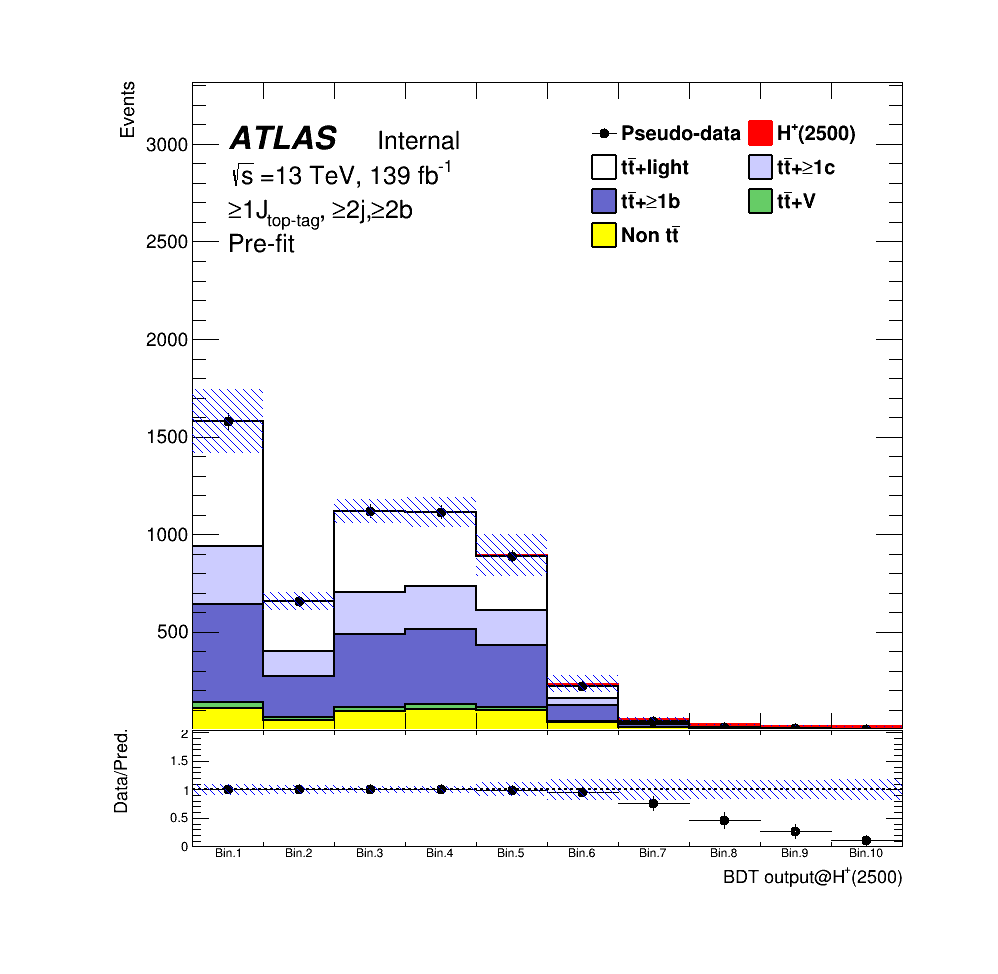 Events
3000
2500
2000
1500
1000
500
ATLAS Internal
√s =13 TeV, 139 fb⁻¹
≥1J_top-tag, ≥2j,≥2b
Pre-fit
Pseudo-data H⁺(2500)
tt̄+light tt̄+≥1c
tt̄+≥1b tt̄+V
Non tt̄
Data/Pred.
2
1.5
1
0.5
0
Bin.1 Bin.2 Bin.3 Bin.4 Bin.5 Bin.6 Bin.7 Bin.8 Bin.9 Bin.10
BDT output@H⁺(2500)